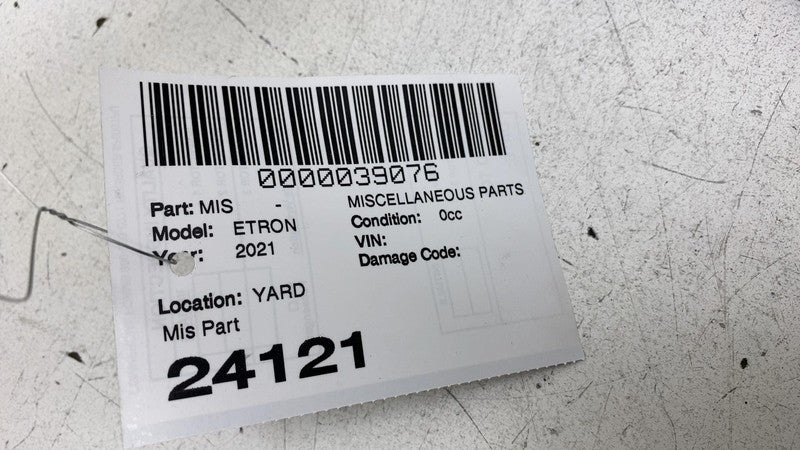 0000039076
Part: MIS - MISCELLANEOUS PARTS
Model: ETRON Condition: 0cc
Year: 2021 VIN:
Damage Code:
Location: YARD
Mis Part
24121